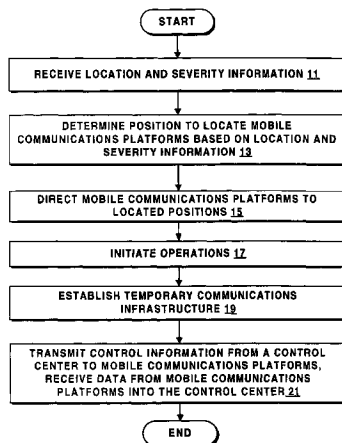 START
RECEIVE LOCATION AND SEVERITY INFORMATION 11
DETERMINE POSITION TO LOCATE MOBILE
COMMUNICATIONS PLATFORMS BASED ON LOCATION AND
SEVERITY INFORMATION 13
DIRECT MOBILE COMMUNICATIONS PLATFORMS TO
LOCATED POSITIONS 15
INITIATE OPERATIONS 17
ESTABLISH TEMPORARY COMMUNICATIONS
INFRASTRUCTURE 19
TRANSMIT CONTROL INFORMATION FROM A CONTROL
CENTER TO MOBILE COMMUNICATIONS PLATFORMS,
RECEIVE DATA FROM MOBILE COMMUNICATIONS
PLATFORMS INTO THE CONTROL CENTER 21
END